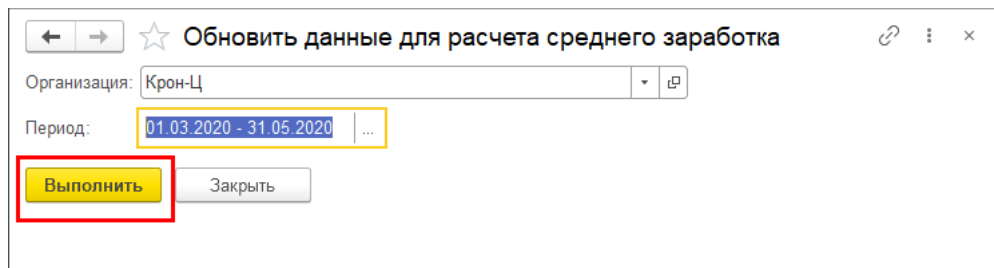 Обновить данные для расчета среднего заработка
Организация: Крон-Ц
Период: 01.03.2020 - 31.05.2020 ...
Выполнить Закрыть